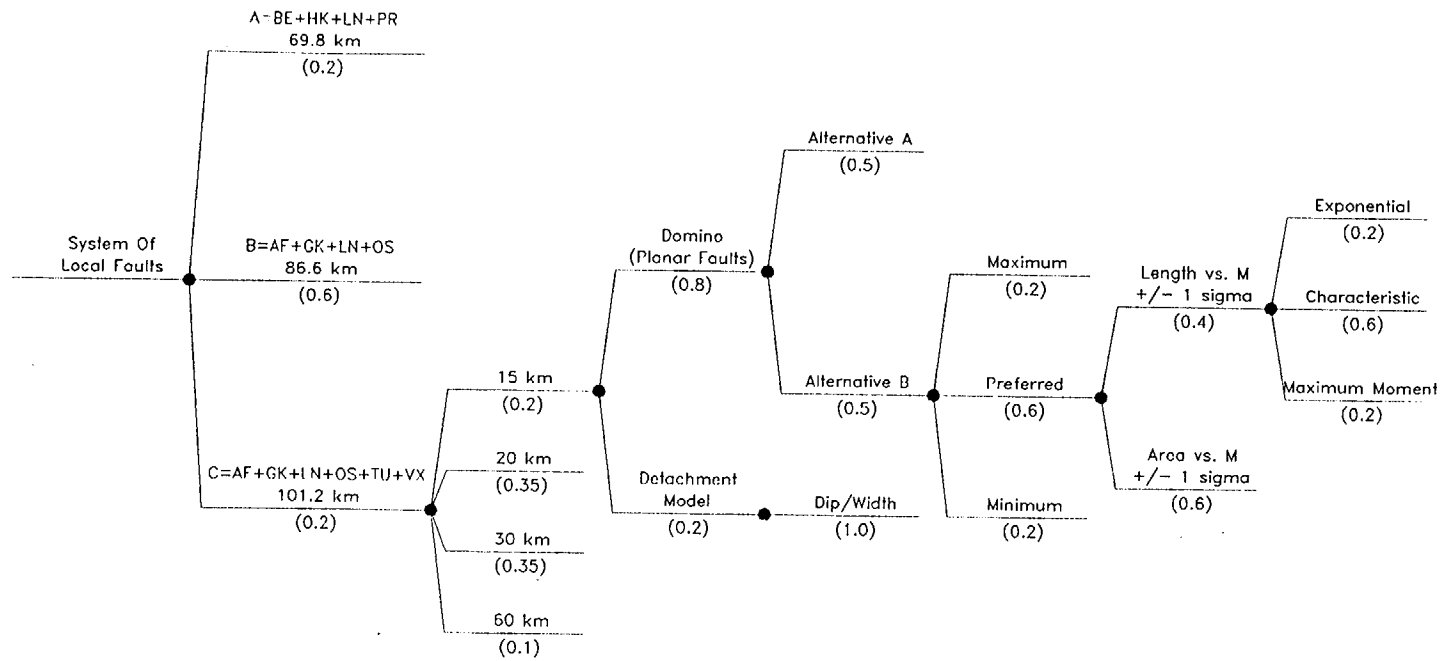 A=BE+HK+LN+PR
69.8 km
(0.2)
System Of
Local Faults
B=AF+GK+LN+OS
86.6 km
(0.6)
C=AF+GK+LN+OS+TU+VX
101.2 km
(0.2)
15 km
(0.2)
20 km
(0.35)
30 km
(0.35)
60 km
(0.1)
Domino
(Planar Faults)
(0.8)
Detachment
Model
(0.2)
Alternative A
(0.5)
Alternative B
(0.5)
Dip/Width
(1.0)
Maximum
(0.2)
Preferred
(0.6)
Minimum
(0.2)
Length vs. M
+/- 1 sigma
(0.4)
Area vs. M
+/- 1 sigma
(0.6)
Exponential
(0.2)
Characteristic
(0.6)
Maximum Moment
(0.2)